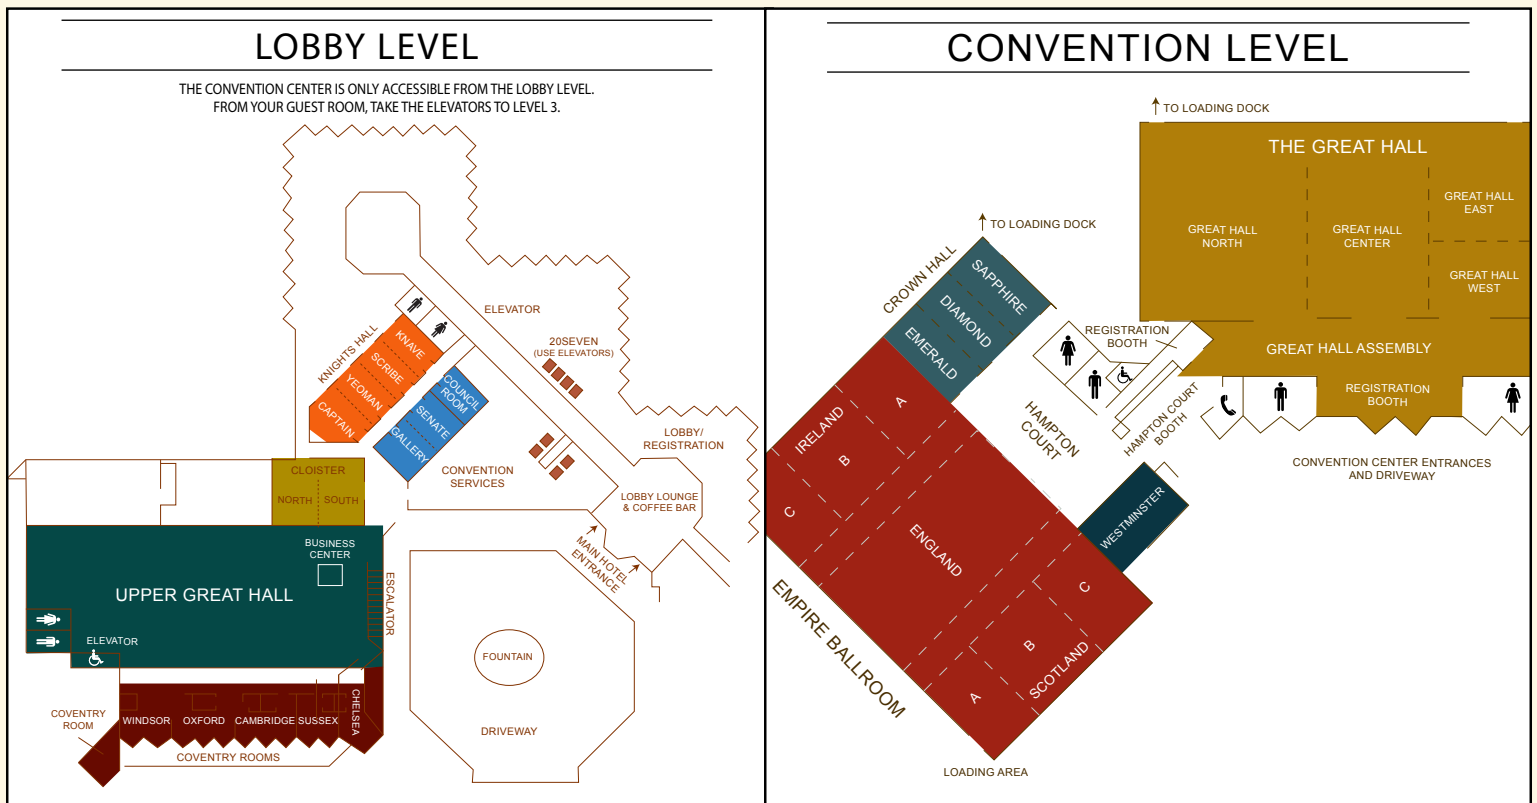 LOBBY LEVEL
THE CONVENTION CENTER IS ONLY ACCESSIBLE FROM THE LOBBY LEVEL.
FROM YOUR GUEST ROOM, TAKE THE ELEVATORS TO LEVEL 3.
ELEVATOR
20SEVEN
(USE ELEVATORS)
KNIGHTS HALL
KNAVE
SCRIBE
YEOMAN
CAPTAIN
COUNCIL
ROOM
SENATE
GALLERY
LOBBY/
REGISTRATION
CONVENTION
SERVICES
LOBBY LOUNGE
& COFFEE BAR
CLOISTER
NORTH
SOUTH
BUSINESS
CENTER
MAIN HOTEL
ENTRANCE
UPPER GREAT HALL
ESCALATOR
ELEVATOR
FOUNTAIN
DRIVEWAY
COVENTRY
ROOM
WINDSOR
OXFORD
CAMBRIDGE
SUSSEX
CHELSEA
COVENTRY ROOMS
CONVENTION LEVEL
TO LOADING DOCK
THE GREAT HALL
GREAT HALL
NORTH
GREAT HALL
CENTER
GREAT HALL
EAST
GREAT HALL
WEST
TO LOADING DOCK
CROWN HALL
SAPPHIRE
DIAMOND
EMERALD
REGISTRATION
BOOTH
GREAT HALL ASSEMBLY
REGISTRATION
BOOTH
HAMPTON
COURT
HAMPTON COURT
BOOTH
CONVENTION CENTER ENTRANCES
AND DRIVEWAY
IRELAND
A
B
C
ENGLAND
WESTMINSTER
C
B
A
SCOTLAND
EMPIRE BALLROOM
LOADING AREA